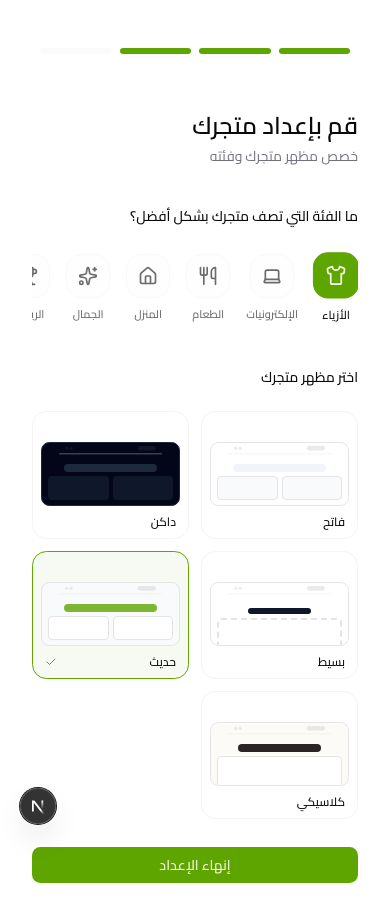 قم بإعداد متجرك
خصص مظهر متجرك وفئته
ما الفئة التي تصف متجرك بشكل أفضل؟
الأزياء
الإلكترونيات
الطعام
المنزل
الجمال
اختر مظهر متجرك
فاتح
داكن
بسيط
حديث
كلاسيكي
N
إنهاء الإعداد